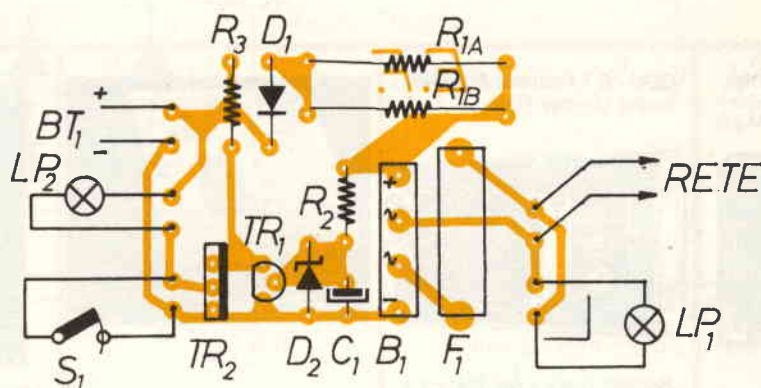 R3 D1 R1A
R1B
+
BT1
-
LP2
R2
+
~
~
-
TR1
RETE
S1
TR2
D2 C1 B1 F1
LP1